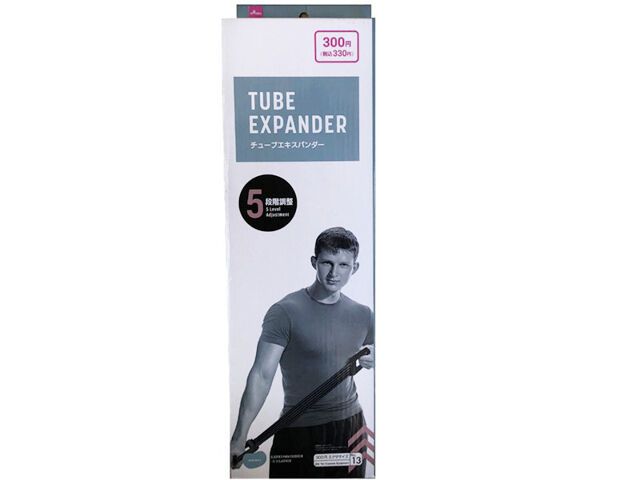 300円
(税込330円)
TUBE
EXPANDER
チューブエキスパンダー
5
段階調整
5 Level
Adjustment
13